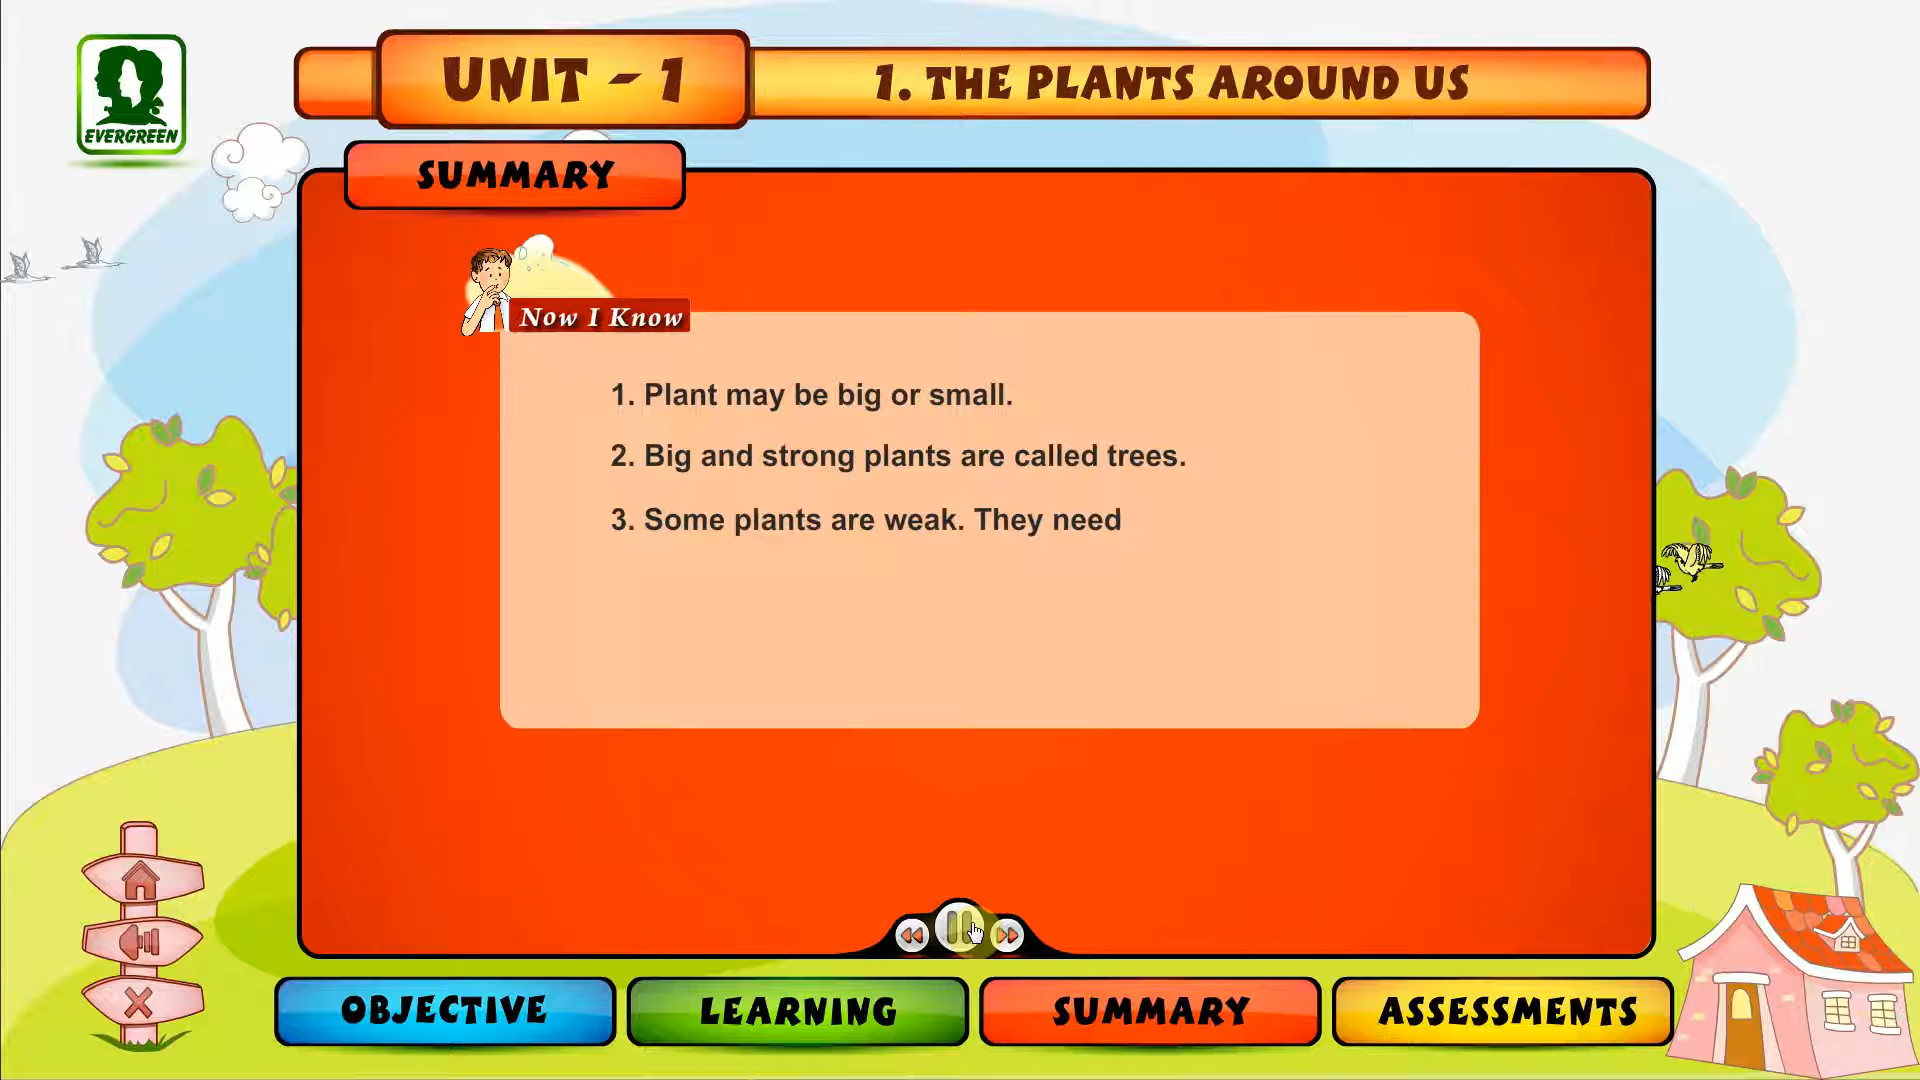 EVERGREEN
UNIT - 1
1. THE PLANTS AROUND US
SUMMARY
Now I Know
1. Plant may be big or small.
2. Big and strong plants are called trees.
3. Some plants are weak. They need
OBJECTIVE
LEARNING
SUMMARY
ASSESSMENTS